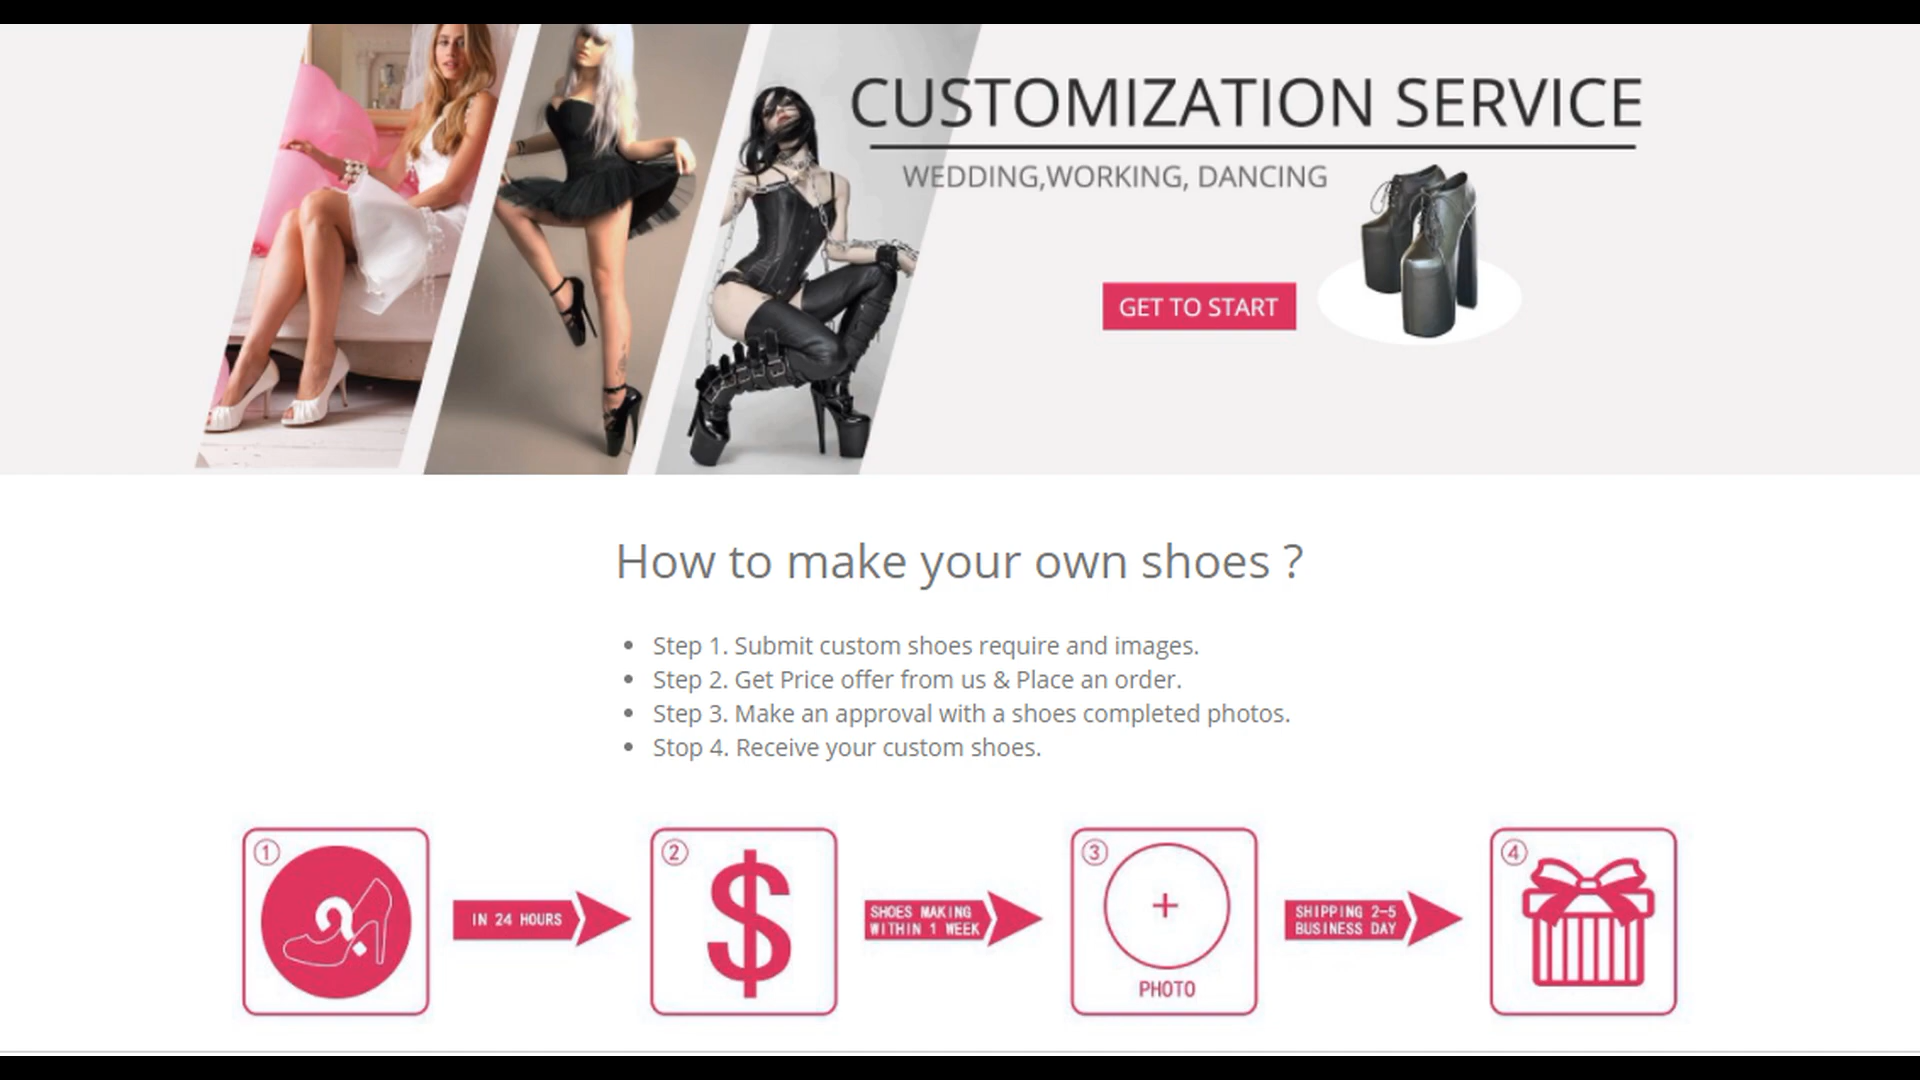 CUSTOMIZATION SERVICE
WEDDING,WORKING, DANCING
GET TO START
How to make your own shoes ?
Step 1. Submit custom shoes require and images.
Step 2. Get Price offer from us & Place an order.
Step 3. Make an approval with a shoes completed photos.
Stop 4. Receive your custom shoes.
1
IN 24 HOURS
2
$
SHOES MAKING
WITHIN 1 WEEK
3
+
PHOTO
SHIPPING 2-5
BUSINESS DAY
4